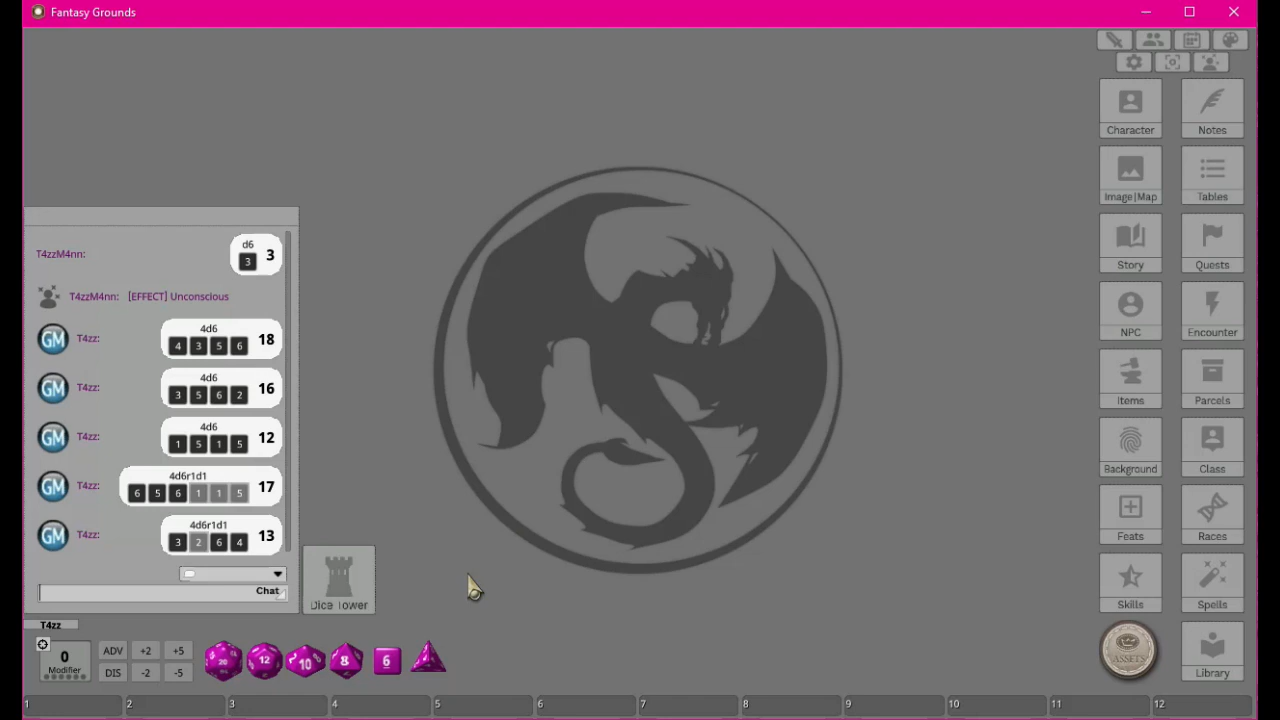 Fantasy Grounds
Character
Notes
Image|Map
Tables
Story
Quests
NPC
Encounter
Items
Parcels
Background
Class
Feats
Races
Skills
Spells
ASSETS
Library
d6
T4zzM4nn: 3 3
T4zzM4nn: [EFFECT] Unconscious
4d6
GM T4zz: 4 3 5 6 18
4d6
GM T4zz: 3 5 6 2 16
4d6
GM T4zz: 1 5 1 5 12
4d6r1d1
GM T4zz: 6 5 6 1 1 5 17
4d6r1d1
GM T4zz: 3 2 6 4 13
Chat
Dice Tower
T4zz
0
Modifier
ADV +2 +5
DIS -2 -5
20 12 10 8 6
1 2 3 4 5 6 7 8 9 10 11 12